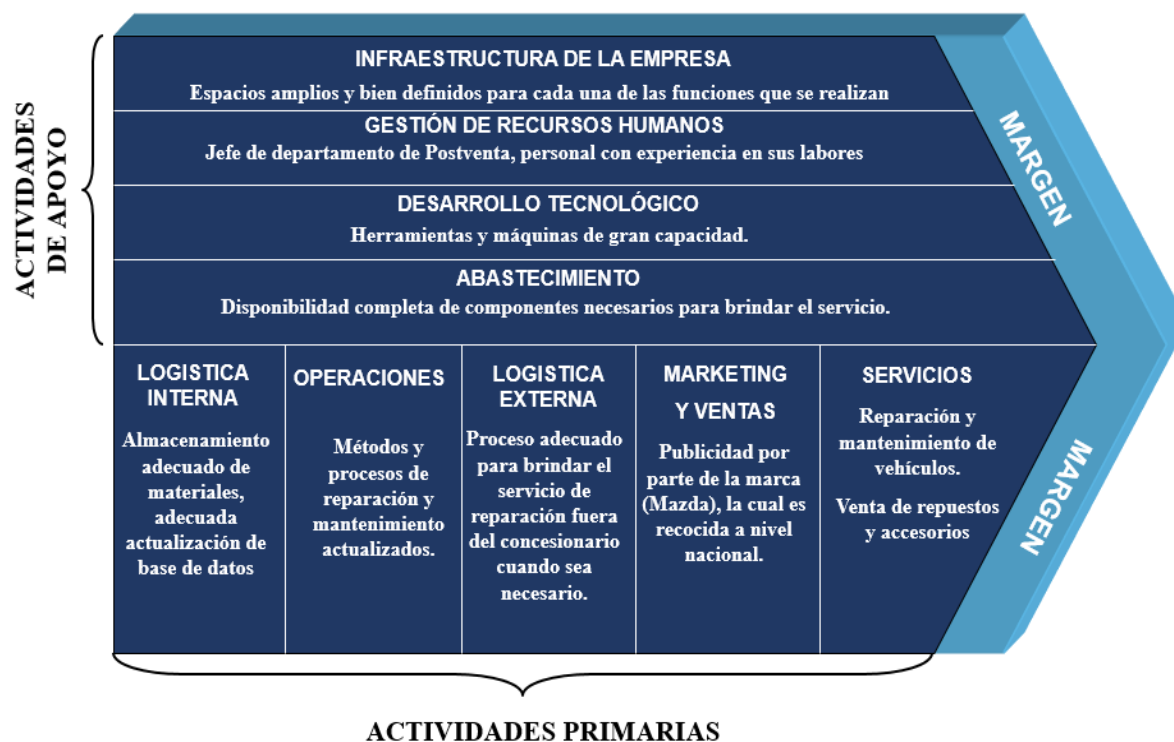 INFRAESTRUCTURA DE LA EMPRESA
Espacios amplios y bien definidos para cada una de las funciones que se realizan
GESTIÓN DE RECURSOS HUMANOS
Jefe de departamento de Postventa, personal con experiencia en sus labores
DESARROLLO TECNOLÓGICO
Herramientas y máquinas de gran capacidad.
ABASTECIMIENTO
Disponibilidad completa de componentes necesarios para brindar el servicio.
ACTIVIDADES
DE APOYO
MARGEN
LOGISTICA
INTERNA
Almacenamiento
adecuado de
materiales,
adecuada
actualización de
base de datos
OPERACIONES
Métodos y
procesos de
reparación y
mantenimiento
actualizados.
LOGISTICA
EXTERNA
Proceso adecuado
para brindar el
servicio de
reparación fuera
del concesionario
cuando sea
necesario.
MARKETING
Y VENTAS
Publicidad por
parte de la marca
(Mazda), la cual es
recocida a nivel
nacional.
SERVICIOS
Reparación y
mantenimiento de
vehículos.
Venta de repuestos
y accesorios
MARGEN
ACTIVIDADES PRIMARIAS